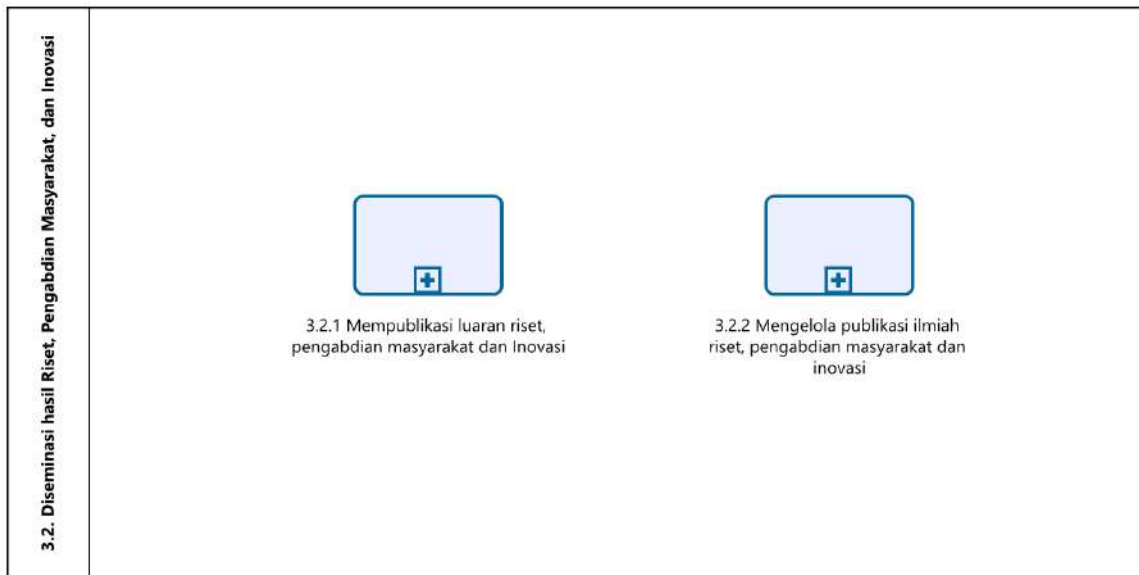 3.2. Diseminasi hasil Riset, Pengabdian Masyarakat, dan Inovasi
3.2.1 Mempublikasi luaran riset,
pengabdian masyarakat dan Inovasi
3.2.2 Mengelola publikasi ilmiah
riset, pengabdian masyarakat dan
inovasi